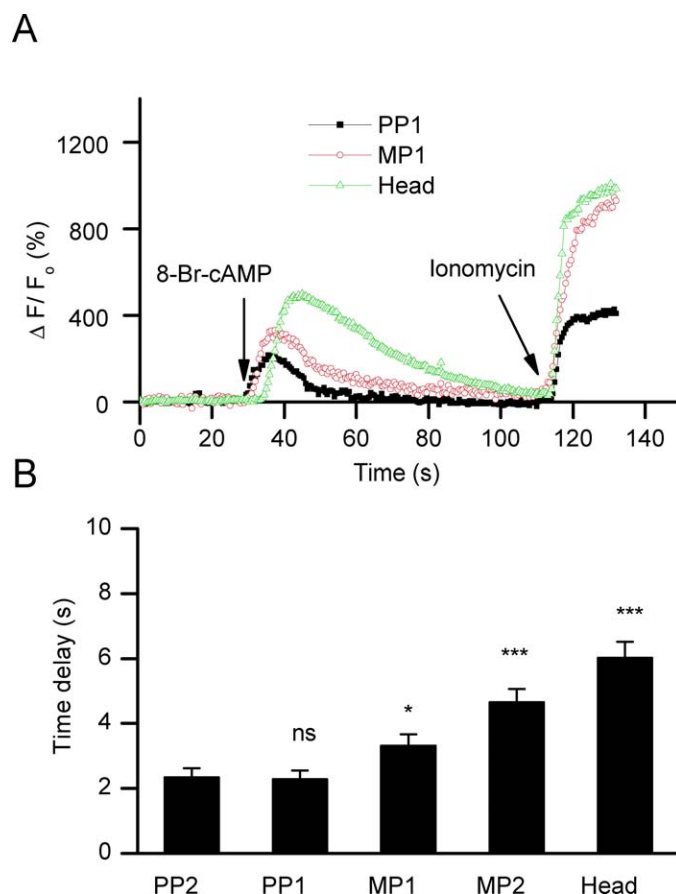 A
PP1
MP1
Head
1200
800
400
0
Δ F/ Fo (%)
8-Br-cAMP
Ionomycin
0 20 40 60 80 100 120 140
Time (s)
B
10
8
6
4
2
0
Time delay (s)
ns
*
***
***
PP2 PP1 MP1 MP2 Head